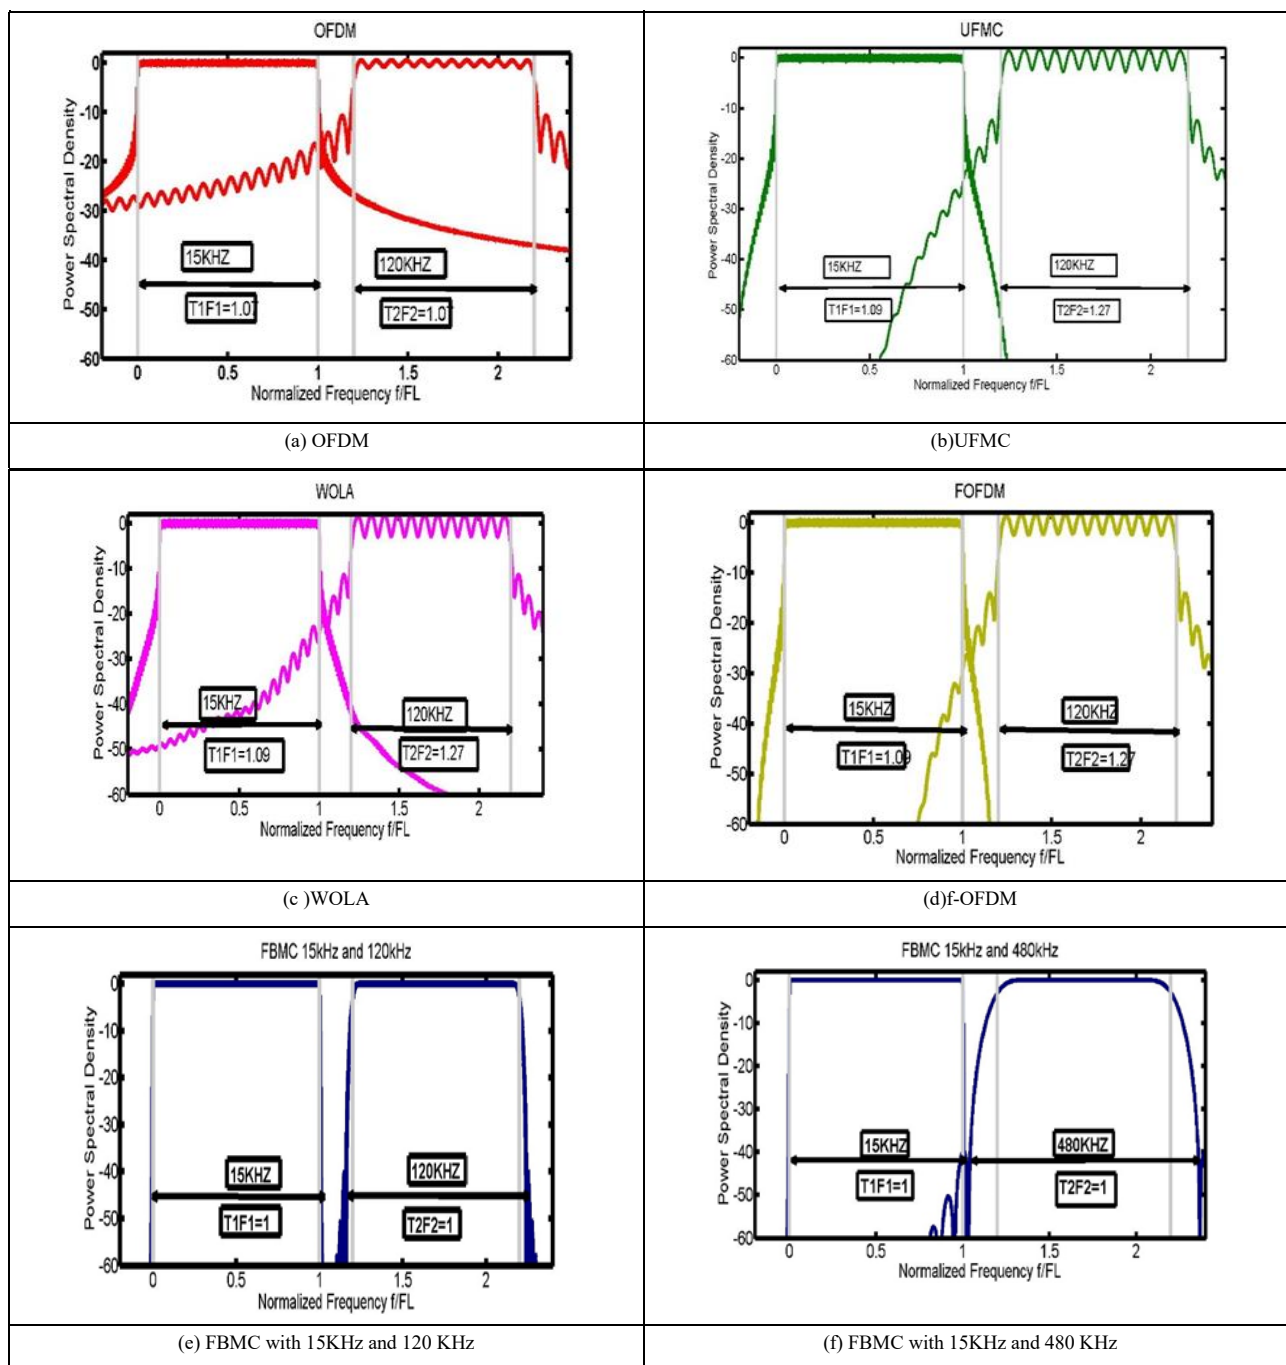 OFDM
Power Spectral Density
0
-10
-20
-30
-40
-50
-60
15KHZ
120KHZ
T1F1=1.07
T2F2=1.07
0 0.5 1 1.5 2
Normalized Frequency f/FL
(a) OFDM
UFMC
Power Spectral Density
0
-10
-20
-30
-40
-50
-60
15KHZ
120KHZ
T1F1=1.09
T2F2=1.27
0 0.5 1 1.5 2
Normalized Frequency f/FL
(b)UFMC
WOLA
Power Spectral Density
0
-10
-20
-30
-40
-50
-60
15KHZ
120KHZ
T1F1=1.09
T2F2=1.27
0 0.5 1 1.5 2
Normalized Frequency f/FL
(c )WOLA
FOFDM
Power Spectral Density
0
-10
-20
-30
-40
-50
-60
15KHZ
120KHZ
T1F1=1.09
T2F2=1.27
0 0.5 1 1.5 2
Normalized Frequency f/FL
(d)f-OFDM
FBMC 15kHz and 120kHz
Power Spectral Density
0
-10
-20
-30
-40
-50
-60
15KHZ
120KHZ
T1F1=1
T2F2=1
0 0.5 1 1.5 2
Normalized Frequency f/FL
(e) FBMC with 15KHz and 120 KHz
FBMC 15kHz and 480kHz
Power Spectral Density
0
-10
-20
-30
-40
-50
-60
15KHZ
480KHZ
T1F1=1
T2F2=1
0 0.5 1 1.5 2
Normalized Frequency f/FL
(f) FBMC with 15KHz and 480 KHz